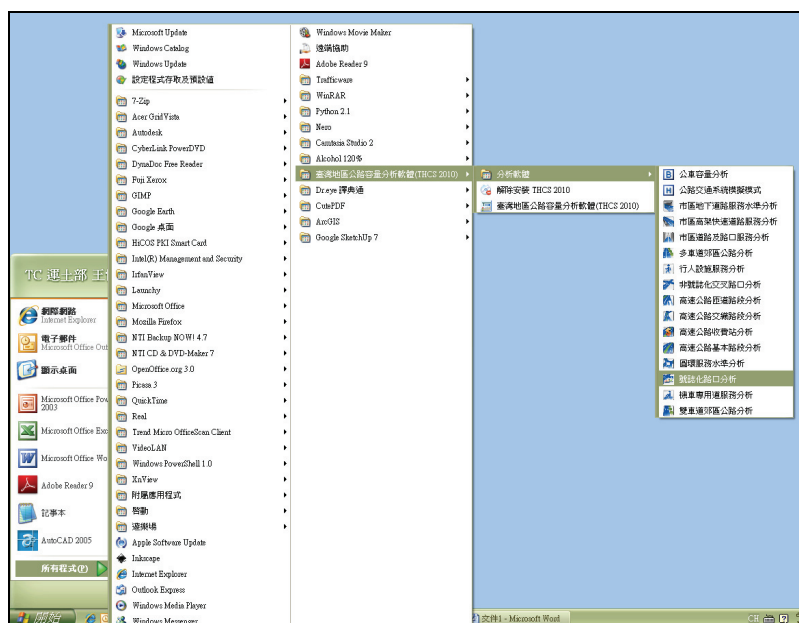 Microsoft Update
Windows Catalog
Windows Update
設定程式存取及預設值
7-Zip
Acer GridVista
Autodesk
CyberLink PowerDVD
DynaDoc Free Reader
Fuji Xerox
GIMP
Google Earth
Google 桌面
HiCOS PKI Smart Card
Intel(R) Management and Security
IrfanView
Launchy
Microsoft Office
Mozilla Firefox
NTI Backup NOW! 4.7
NTI CD & DVD-Maker 7
OpenOffice.org 3.0
Picasa 3
QuickTime
Real
Trend Micro OfficeScan Client
VideoLAN
Windows PowerShell 1.0
XnView
附屬應用程式
啓動
遊樂場
Apple Software Update
Inkscape
Internet Explorer
Outlook Express
Windows Media Player
Windows Messenger
Windows Movie Maker
遠端協助
Adobe Reader 9
Trafficware
WinRAR
Python 2.1
Nero
Camtasia Studio 2
Alcohol 120%
臺灣地區公路容量分析軟體(THCS 2010)
Dr.eye 譯典通
CutePDF
ArcGIS
Google SketchUp 7
分析軟體
解除安裝 THCS 2010
臺灣地區公路容量分析軟體(THCS 2010)
公車容量分析
公路交通系統模擬模式
市區地下道路服務水準分析
市區高架快速道路服務分析
市區道路及路口服務分析
多車道郊區公路分析
行人設施服務分析
非號誌化交叉路口分析
高速公路匝道路段分析
高速公路交織路段分析
高速公路收費站分析
高速公路基本路段分析
圓環服務水準分析
號誌化路口分析
機車專用道服務分析
雙車道郊區公路分析
TC 運土部 王
網際網路
Internet Explorer
電子郵件
Microsoft Office Out
顯示桌面
Microsoft Office Pow
2003
Microsoft Office Exc
Microsoft Office Wo
Adobe Reader 9
記事本
AutoCAD 2005
所有程式(P)
開始
文件1 - Microsoft Word
CH